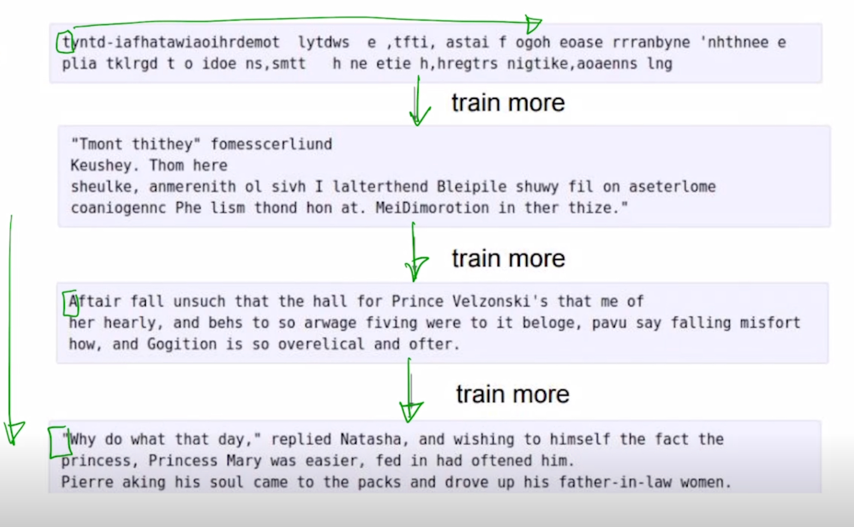 tyntd-iafhatawiaoihrdemot  lytdws  e ,tfti, astai f ogoh eoase rrranbyne 'nhthnee e
plia tklrgd t o idoe ns,smtt   h ne etie h,hregtrs nigtike,aoaenns lng
train more
"Tmont thithey" fomesscerliund
Keushey. Thom here
sheulke, anmerenith ol sivh I lalterthend Bleipile shuwy fil on aseterlome
coaniogennc Phe lism thond hon at. MeiDimorotion in ther thize."
train more
Aftair fall unsuch that the hall for Prince Velzonski's that me of
her hearly, and behs to so arwage fiving were to it beloge, pavu say falling misfort
how, and Gogition is so overelical and ofter.
train more
"Why do what that day," replied Natasha, and wishing to himself the fact the
princess, Princess Mary was easier, fed in had oftened him.
Pierre aking his soul came to the packs and drove up his father-in-law women.